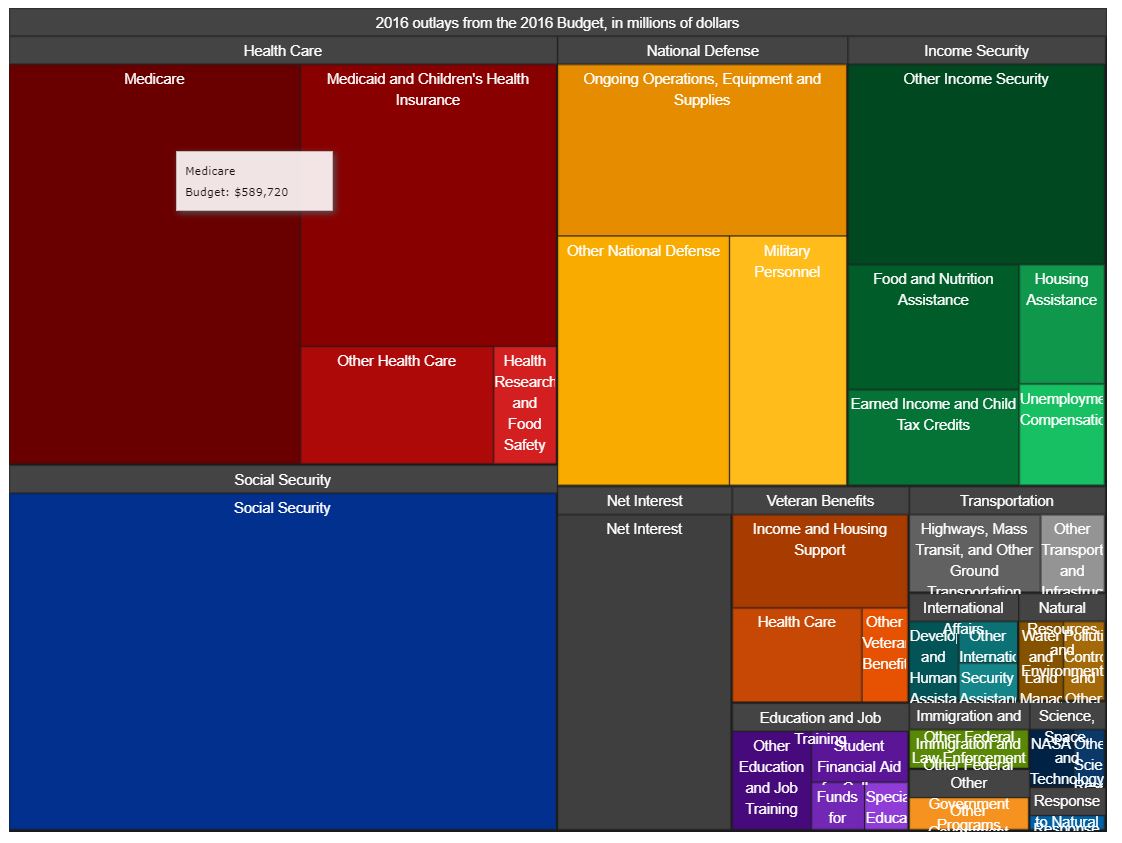 2016 outlays from the 2016 Budget, in millions of dollars
Health Care
Medicare
Medicare
Budget: $589,720
Medicaid and Children's Health
Insurance
Other Health Care
Health
Research
and
Food
Safety
Social Security
Social Security
National Defense
Ongoing Operations, Equipment and
Supplies
Other National Defense
Military
Personnel
Income Security
Other Income Security
Food and Nutrition
Assistance
Housing
Assistance
Earned Income and Child
Tax Credits
Unemployme
Compensatic
Net Interest
Net Interest
Veteran Benefits
Income and Housing
Support
Health Care
Other
Vetera
Benefit
Education and Job
Training
Other
Education
and Job
Training
Student
Financial Aid
Funds
for
Specia
Educa
Transportation
Highways, Mass
Transit, and Other
Ground
Transportation
Other
Transport
and
Infrastruc
International
Affairs
Develop
and
Human
Assista
Other
Internatic
Security
Assistan
Natural
Resources
and
Environment
Water
and
Land
Manac
Polluti
Contro
and
Other
Immigration and
Other Federal
Law Enforcement
Immigration and
Other Federal
Other
Government
Programs
Other
Science,
Space
and
Technology
NASA
Othe
Scie
Response
to Natural
Response